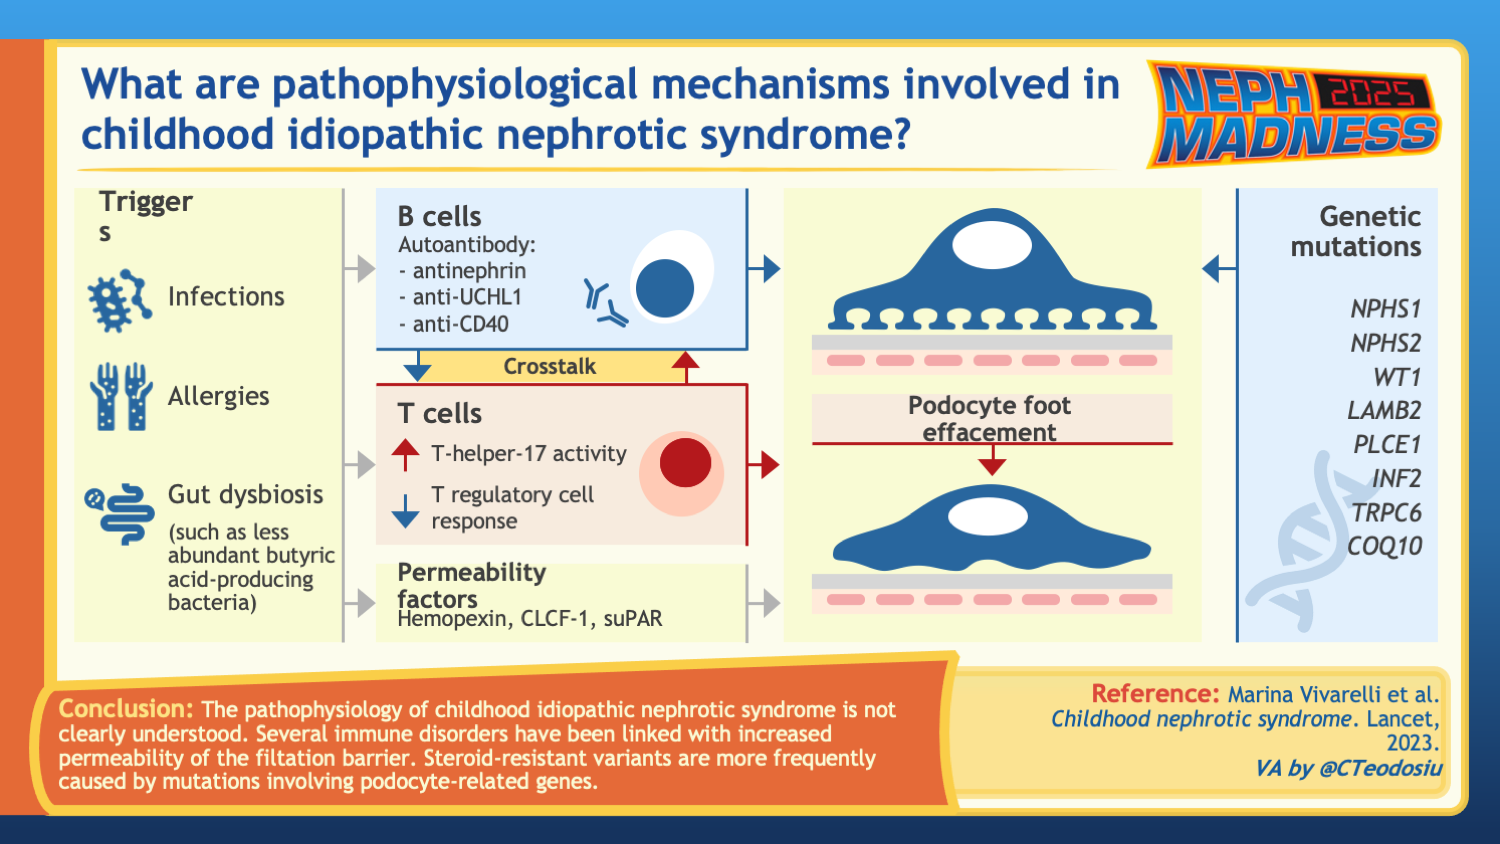 What are pathophysiological mechanisms involved in
childhood idiopathic nephrotic syndrome?
NEPH 2025
MADNESS
Trigger
s
Infections
Allergies
Gut dysbiosis
(such as less
abundant butyric
acid-producing
bacteria)
B cells
Autoantibody:
- antinephrin
- anti-UCHL1
- anti-CD40
Crosstalk
T cells
T-helper-17 activity
T regulatory cell
response
Permeability
factors
Hemopexin, CLCF-1, suPAR
Podocyte foot
effacement
Genetic
mutations
NPHS1
NPHS2
WT1
LAMB2
PLCE1
INF2
TRPC6
COQ10
Conclusion: The pathophysiology of childhood idiopathic nephrotic syndrome is not
clearly understood. Several immune disorders have been linked with increased
permeability of the filtation barrier. Steroid-resistant variants are more frequently
caused by mutations involving podocyte-related genes.
Reference: Marina Vivarelli et al.
Childhood nephrotic syndrome. Lancet,
2023.
VA by @CTeodosiu